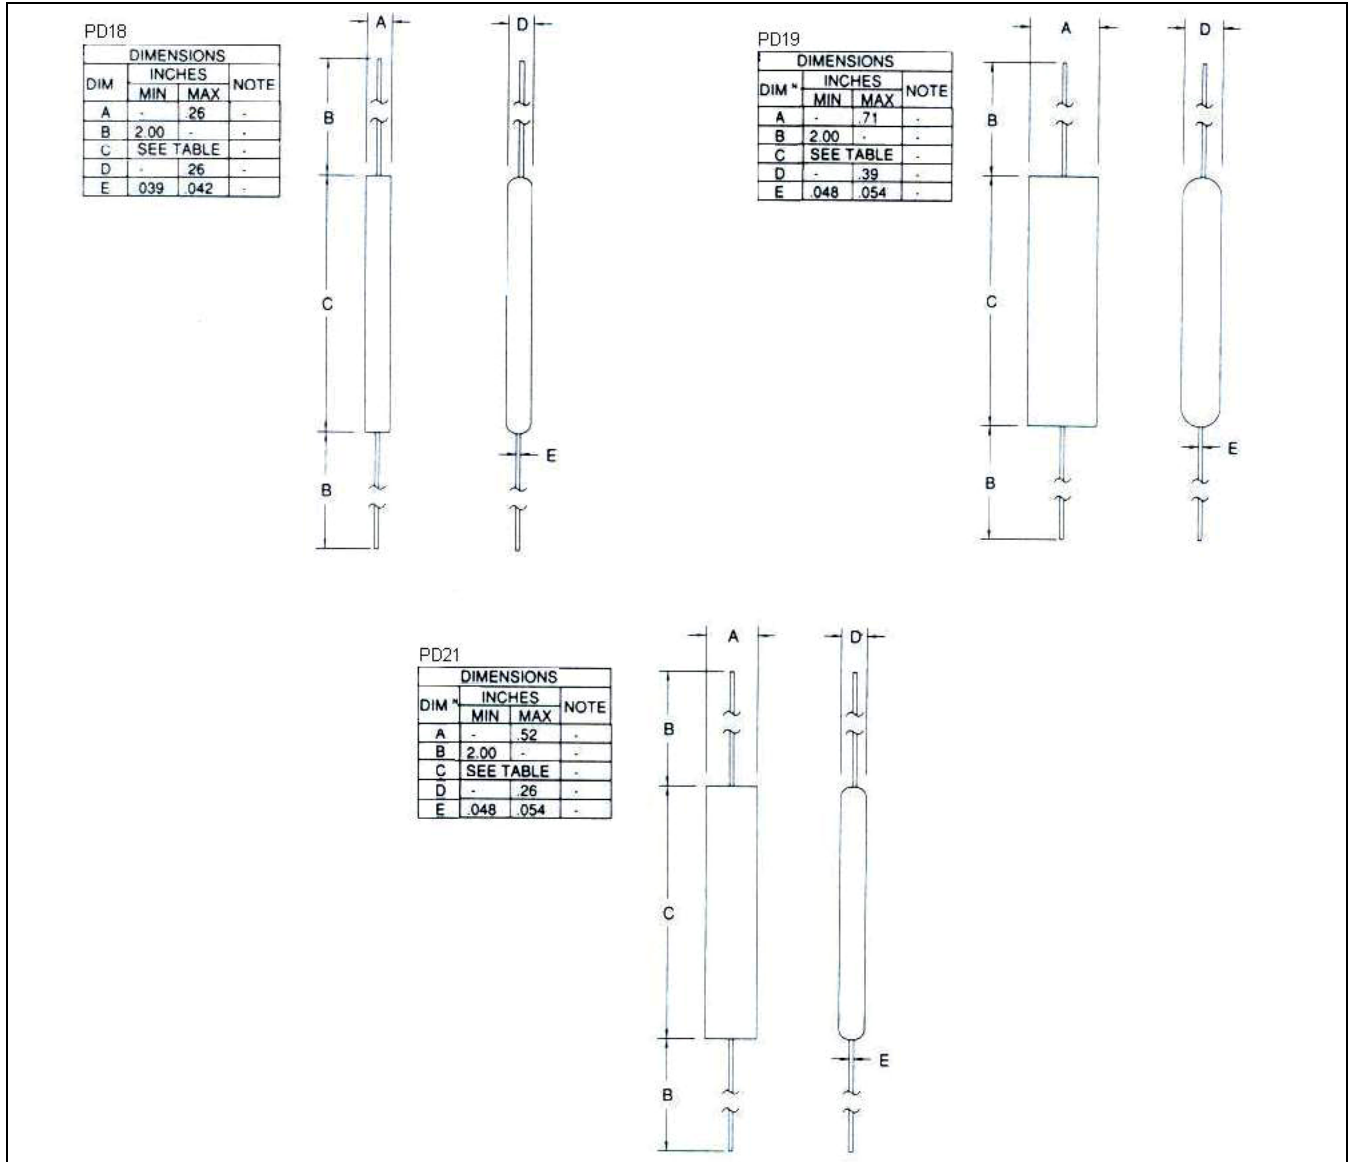 PD18
DIMENSIONS
DIM INCHES NOTE
MIN MAX
A - .26 -
B 2.00 - -
C SEE TABLE -
D - .26 -
E .039 .042 -
A
D
B
C
B
E
PD19
DIMENSIONS
DIM INCHES NOTE
MIN MAX
A - .71 -
B 2.00 - -
C SEE TABLE -
D - .39 -
E .048 .054 -
A
D
B
C
B
E
PD21
DIMENSIONS
DIM INCHES NOTE
MIN MAX
A - .52 -
B 2.00 - -
C SEE TABLE -
D - .26 -
E .048 .054 -
A
D
B
C
B
E